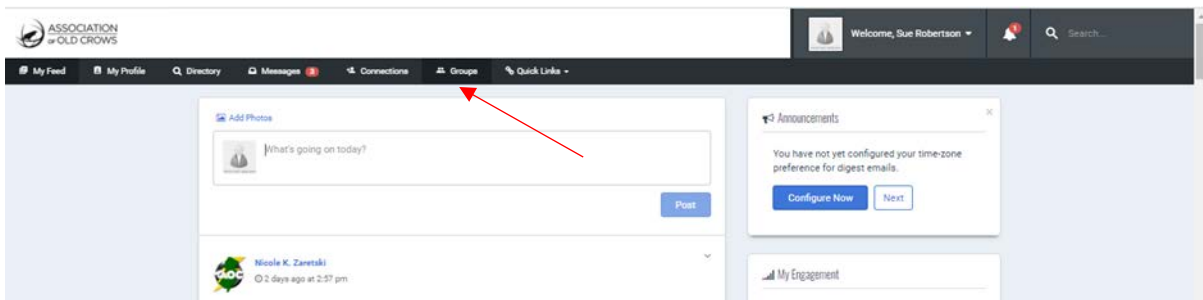 ASSOCIATION
OF OLD CROWS
Welcome, Sue Robertson
1
Search...
My Feed My Profile Directory Messages 2 Connections Groups Quick Links
Add Photos
What's going on today?
Post
Nicole K. Zaretski
2 days ago at 2:57 pm
Announcements
×
You have not yet configured your time-zone
preference for digest emails.
Configure Now Next
My Engagement